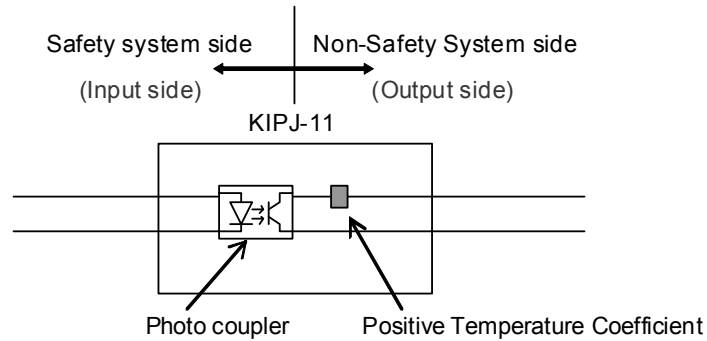 Safety system side
Non-Safety System side
(Input side)
(Output side)
KIPJ-11
Photo coupler
Positive Temperature Coefficient